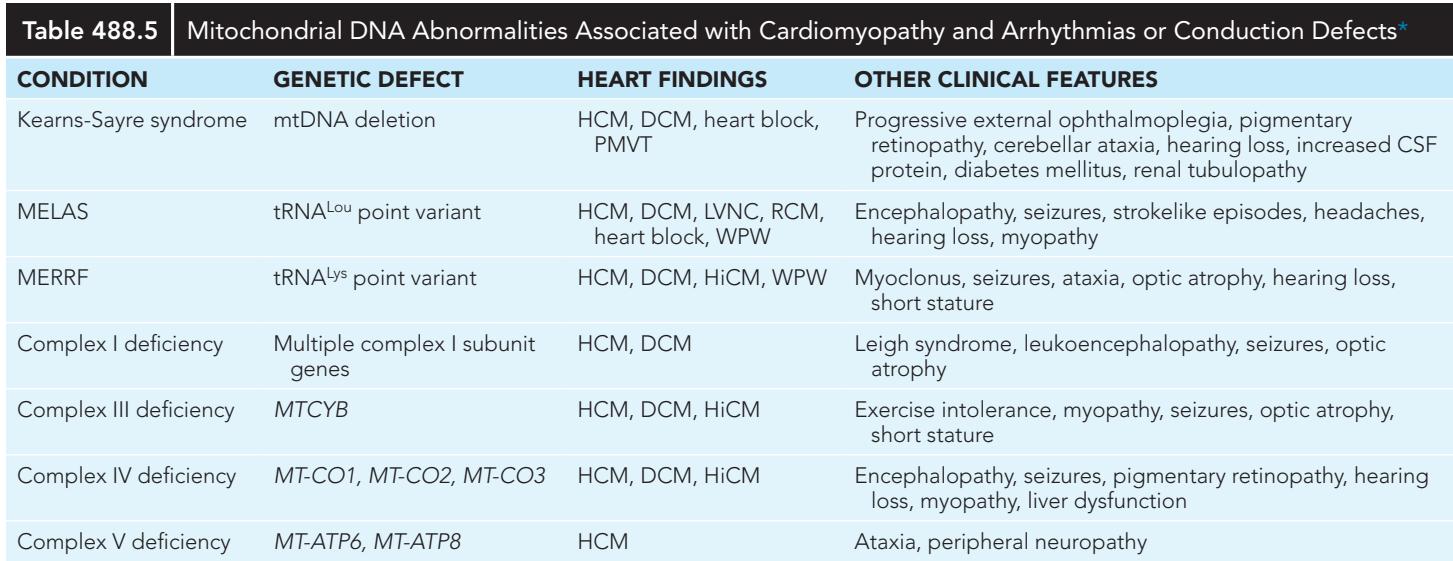 Table 488.5 Mitochondrial DNA Abnormalities Associated with Cardiomyopathy and Arrhythmias or Conduction Defects*
CONDITION GENETIC DEFECT HEART FINDINGS OTHER CLINICAL FEATURES
Kearns-Sayre syndrome mtDNA deletion HCM, DCM, heart block, Progressive external ophthalmoplegia, pigmentary
PMVT retinopathy, cerebellar ataxia, hearing loss, increased CSF
protein, diabetes mellitus, renal tubulopathy
MELAS tRNALou point variant HCM, DCM, LVNC, RCM, Encephalopathy, seizures, strokelike episodes, headaches,
heart block, WPW hearing loss, myopathy
MERRF tRNALys point variant HCM, DCM, HiCM, WPW Myoclonus, seizures, ataxia, optic atrophy, hearing loss,
short stature
Complex I deficiency Multiple complex I subunit HCM, DCM Leigh syndrome, leukoencephalopathy, seizures, optic
genes atrophy
Complex III deficiency MTCYB HCM, DCM, HiCM Exercise intolerance, myopathy, seizures, optic atrophy,
short stature
Complex IV deficiency MT-CO1, MT-CO2, MT-CO3 HCM, DCM, HiCM Encephalopathy, seizures, pigmentary retinopathy, hearing
loss, myopathy, liver dysfunction
Complex V deficiency MT-ATP6, MT-ATP8 HCM Ataxia, peripheral neuropathy